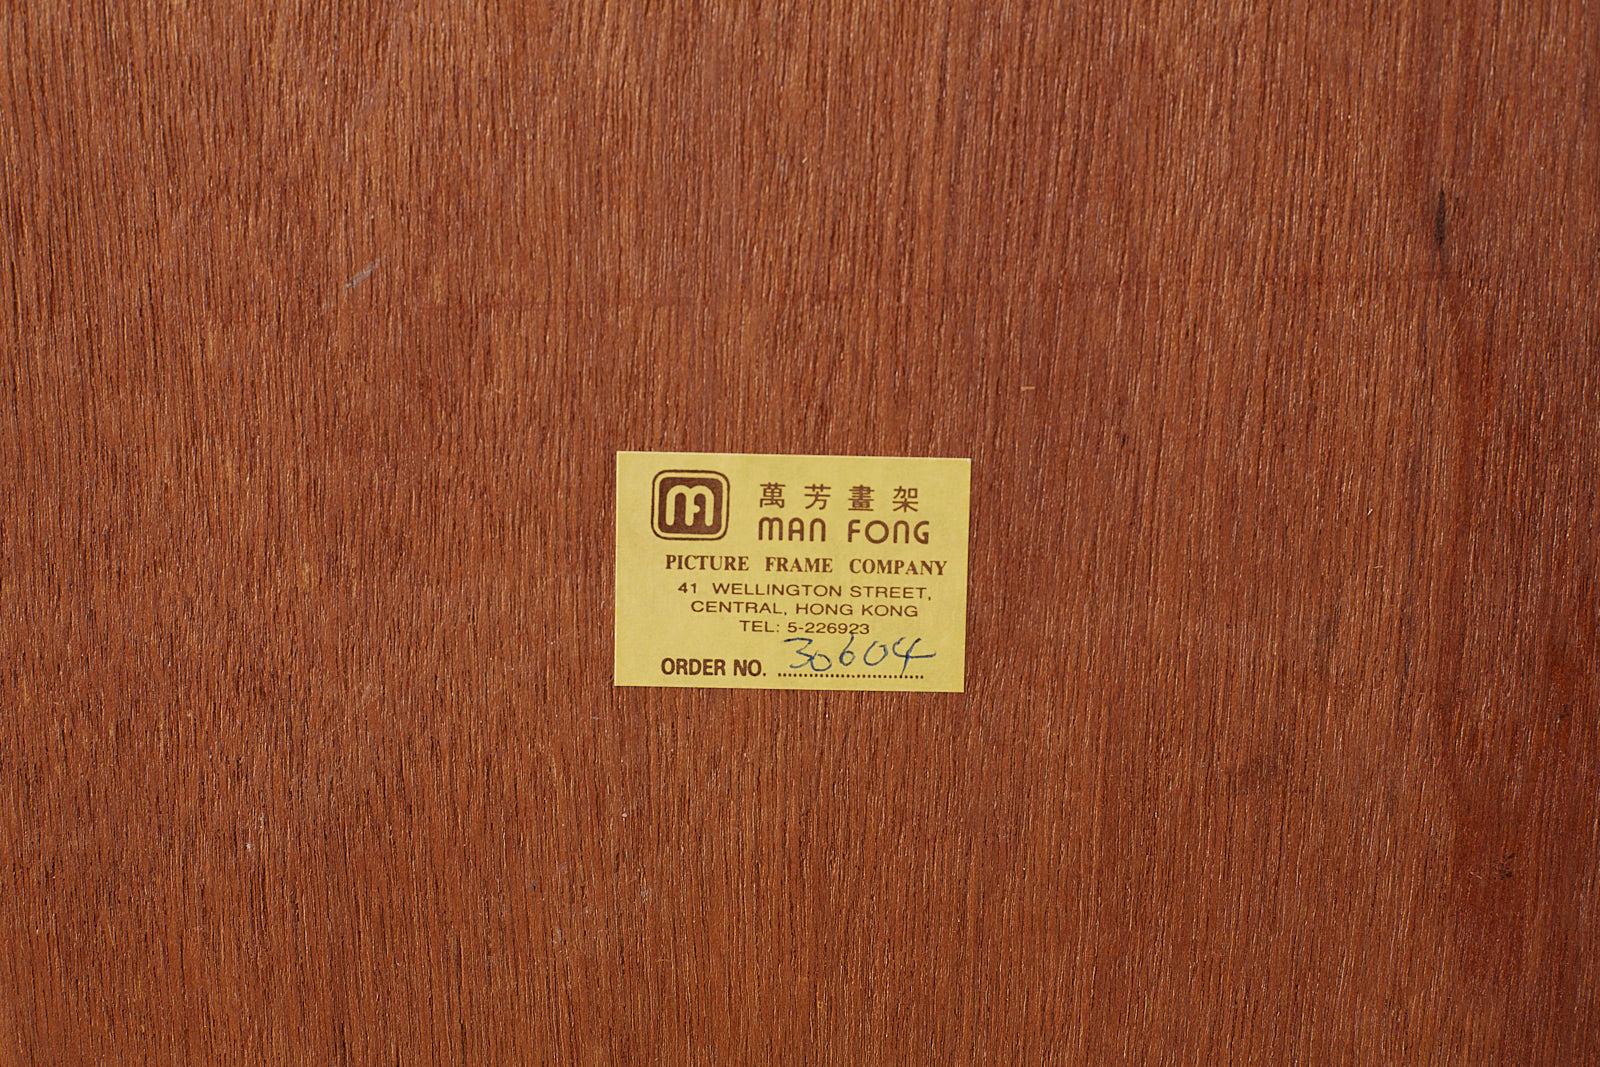 萬芳畫架
MAN FONG
PICTURE FRAME COMPANY
41 WELLINGTON STREET,
CENTRAL, HONG KONG
TEL: 5-226923
ORDER NO. 30604